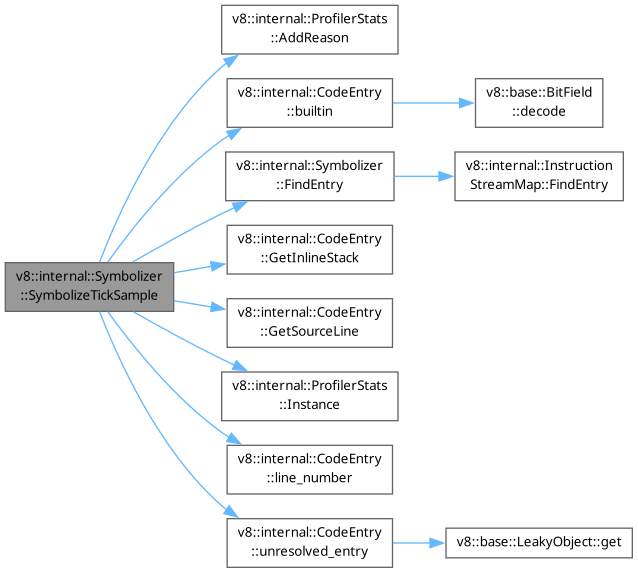 v8::internal::ProfilerStats
::AddReason
v8::internal::CodeEntry
::builtin
v8::base::BitField
::decode
v8::internal::Symbolizer
::FindEntry
v8::internal::Instruction
StreamMap::FindEntry
v8::internal::CodeEntry
::GetInlineStack
v8::internal::Symbolizer
::SymbolizeTickSample
v8::internal::CodeEntry
::GetSourceLine
v8::internal::ProfilerStats
::Instance
v8::internal::CodeEntry
::line_number
v8::internal::CodeEntry
::unresolved_entry
v8::base::LeakyObject::get